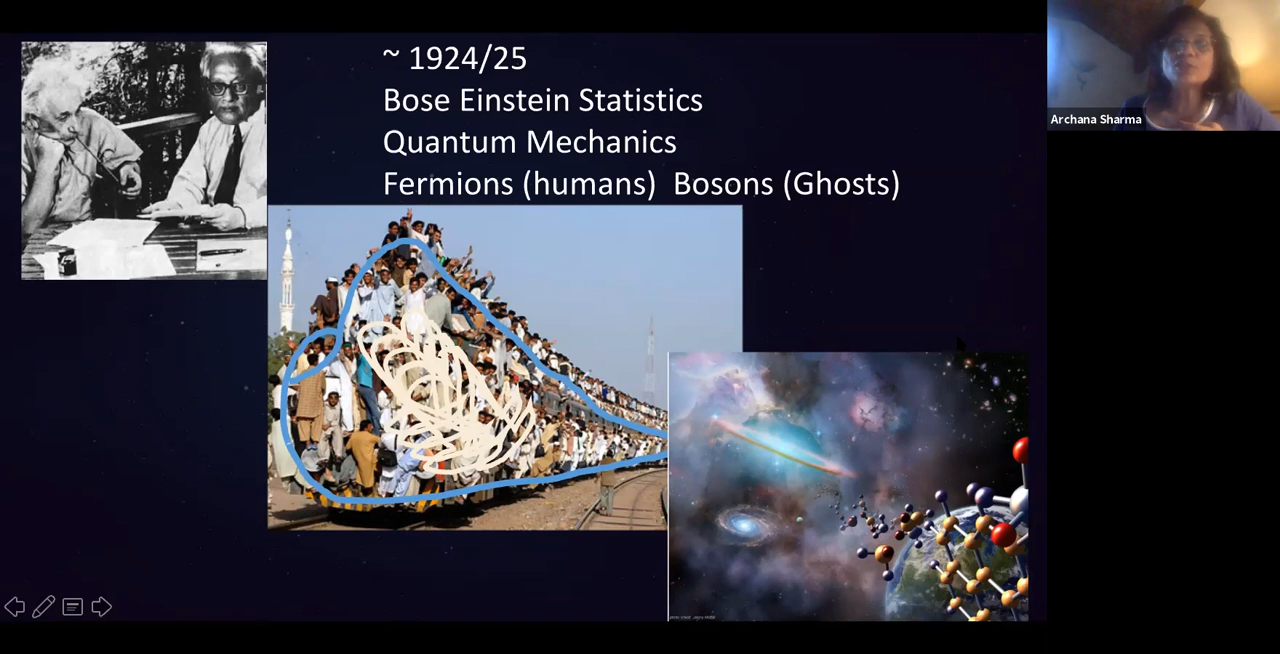 ~ 1924/25
Bose Einstein Statistics
Quantum Mechanics
Fermions (humans)  Bosons (Ghosts)
Archana Sharma